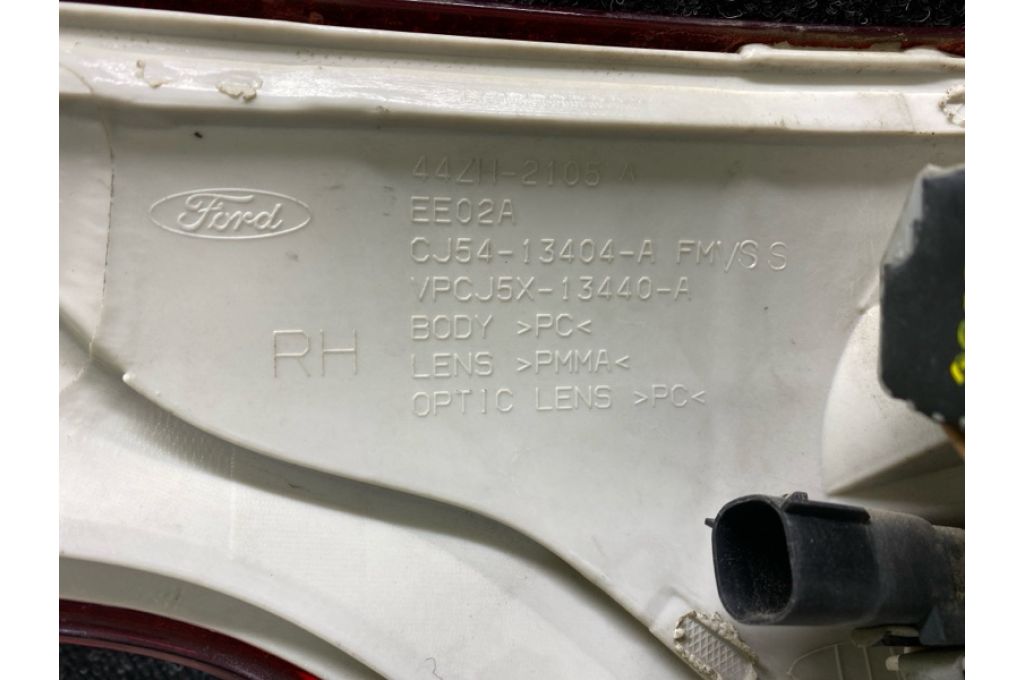 Ford
44ZH-2105 A
EE02A
CJ54-13404-A FMVSS
VPCJ5X-13440-A
RH
BODY >PC<
LENS >PMMA<
OPTIC LENS >PC<